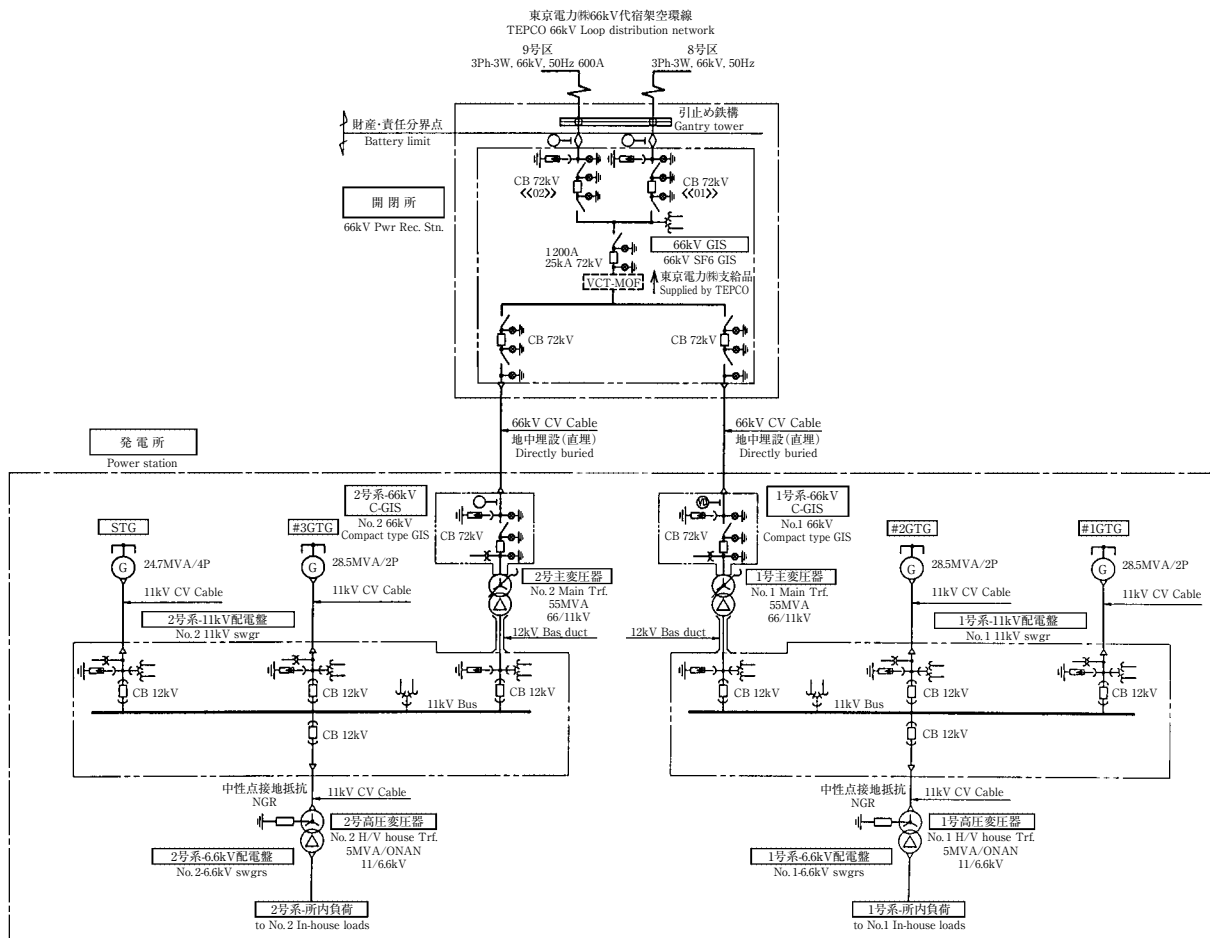 東京電力㈱66kV代宿架空環線
TEPCO 66kV Loop distribution network
9号区
3Ph-3W, 66kV, 50Hz 600A
8号区
3Ph-3W, 66kV, 50Hz
引止め鉄構
Gantry tower
財産・責任分界点
Battery limit
開閉所
66kV Pwr Rec. Stn.
CB 72kV
≪02≫
CB 72kV
≪01≫
66kV GIS
66kV SF6 GIS
1200A
25kA 72kV
VCT-MOF
東京電力㈱支給品
Supplied by TEPCO
CB 72kV
CB 72kV
66kV CV Cable
地中埋設(直埋)
Directly buried
66kV CV Cable
地中埋設(直埋)
Directly buried
発電所
Power station
2号系-66kV
C-GIS
No.2 66kV
Compact type GIS
CB 72kV
1号系-66kV
C-GIS
No.1 66kV
Compact type GIS
VD
CB 72kV
STG
G
24.7MVA/4P
11kV CV Cable
#3GTG
G
28.5MVA/2P
11kV CV Cable
2号主変圧器
No.2 Main Trf.
55MVA
66/11kV
12kV Bas duct
1号主変圧器
No.1 Main Trf.
55MVA
66/11kV
12kV Bas duct
#2GTG
G
28.5MVA/2P
11kV CV Cable
#1GTG
G
28.5MVA/2P
11kV CV Cable
2号系-11kV配電盤
No.2 11kV swgr
1号系-11kV配電盤
No.1 11kV swgr
CB 12kV
CB 12kV
CB 12kV
11kV Bus
CB 12kV
CB 12kV
CB 12kV
CB 12kV
11kV Bus
CB 12kV
中性点接地抵抗
NGR
11kV CV Cable
2号高圧変圧器
No.2 H/V house Trf.
5MVA/ONAN
11/6.6kV
2号系-6.6kV配電盤
No.2-6.6kV swgrs
2号系-所内負荷
to No.2 In-house loads
中性点接地抵抗
NGR
11kV CV Cable
1号高圧変圧器
No.1 H/V house Trf.
5MVA/ONAN
11/6.6kV
1号系-6.6kV配電盤
No.1-6.6kV swgrs
1号系-所内負荷
to No.1 In-house loads